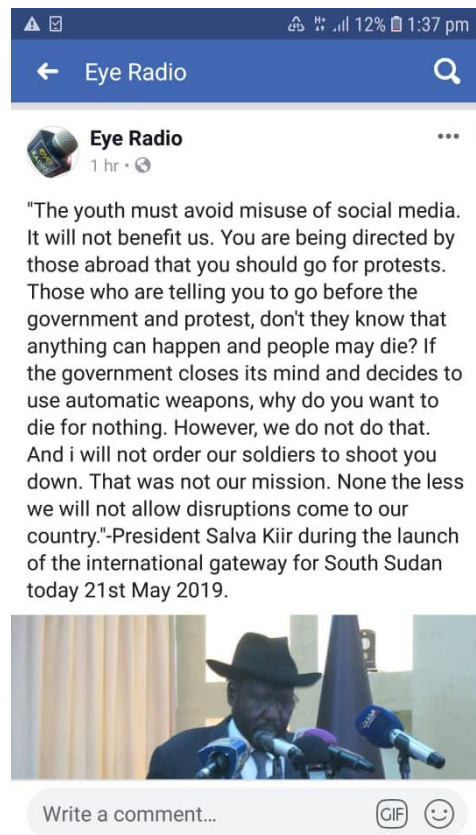 12% 1:37 pm
Eye Radio
Eye Radio
1 hr
"The youth must avoid misuse of social media.
It will not benefit us. You are being directed by
those abroad that you should go for protests.
Those who are telling you to go before the
government and protest, don't they know that
anything can happen and people may die? If
the government closes its mind and decides to
use automatic weapons, why do you want to
die for nothing. However, we do not do that.
And i will not order our soldiers to shoot you
down. That was not our mission. None the less
we will not allow disruptions come to our
country."-President Salva Kiir during the launch
of the international gateway for South Sudan
today 21st May 2019.
Write a comment...
GIF